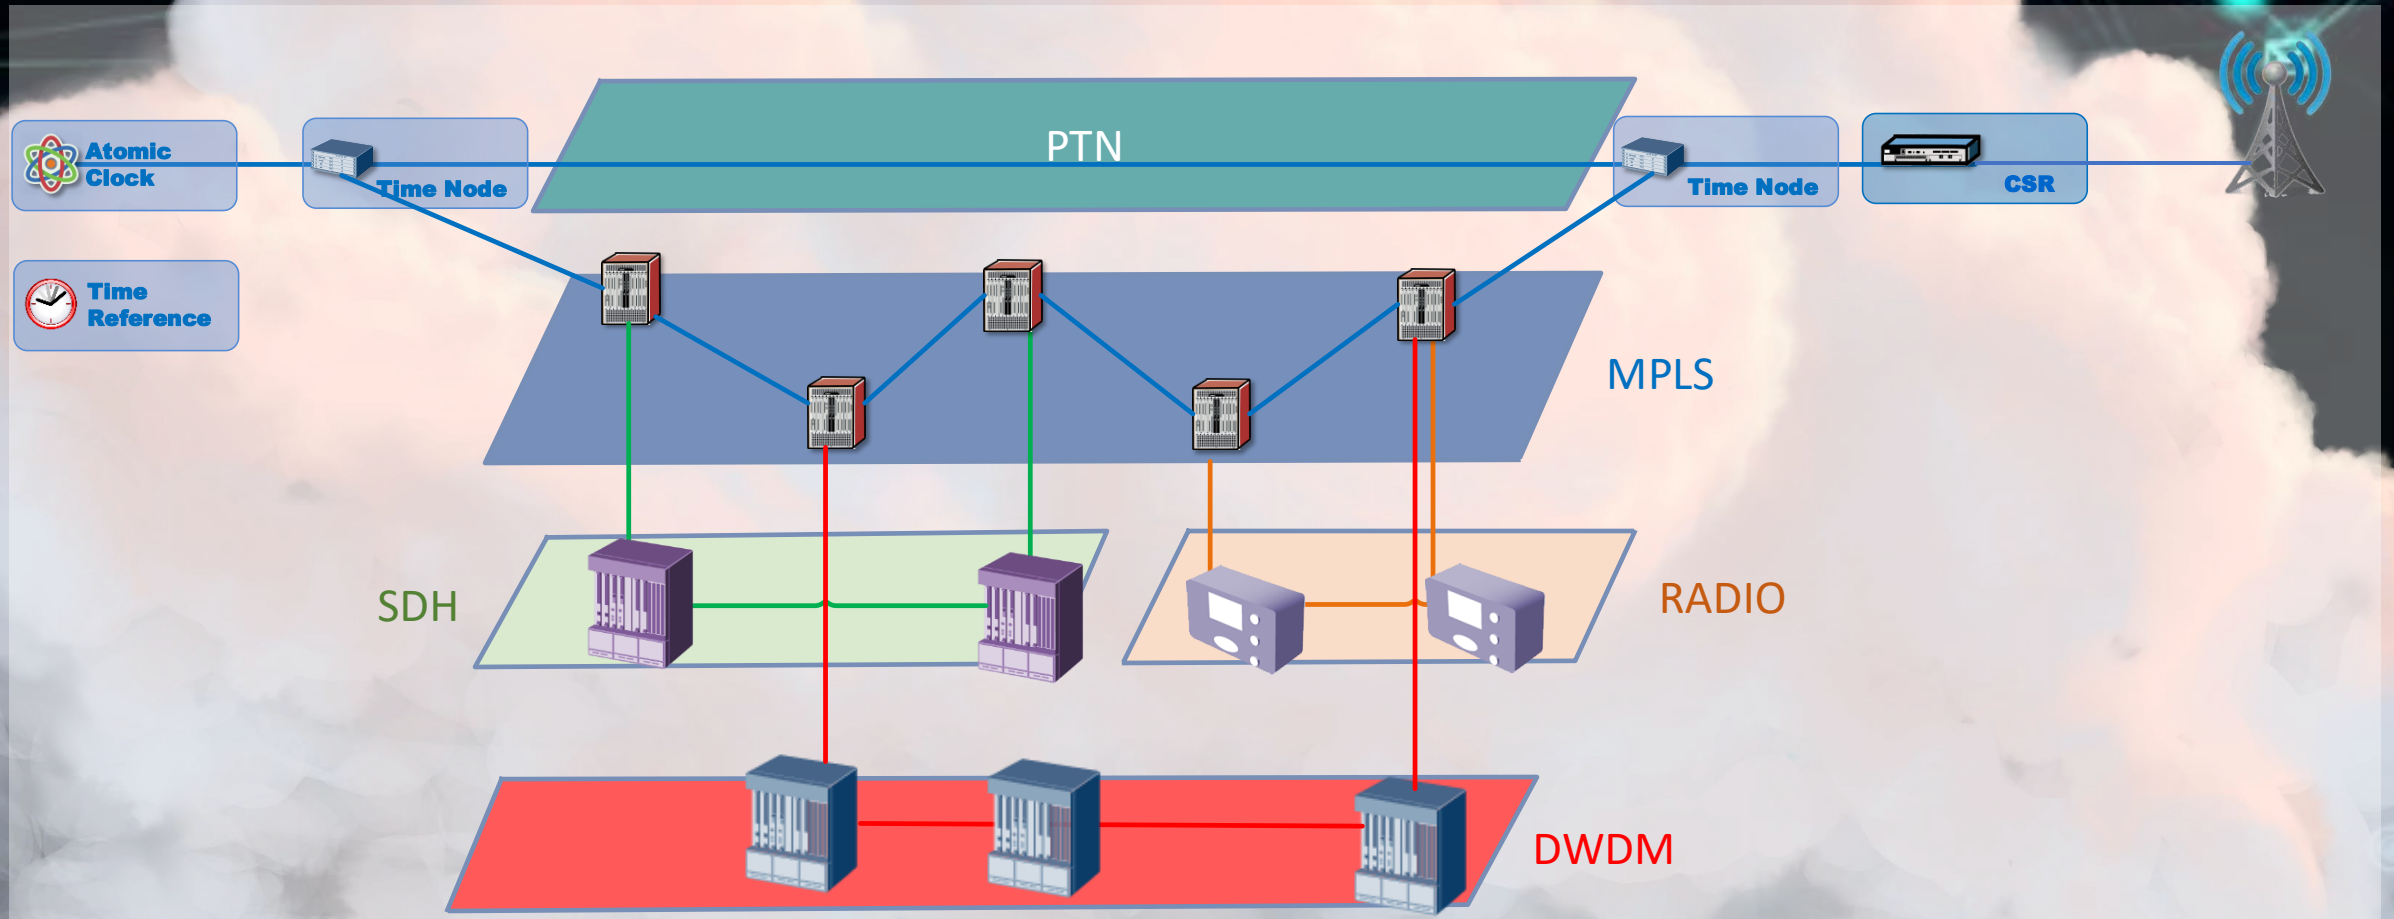 PTN
Atomic
Clock
Time Node
Time Node
CSR
Time
Reference
MPLS
SDH
RADIO
DWDM